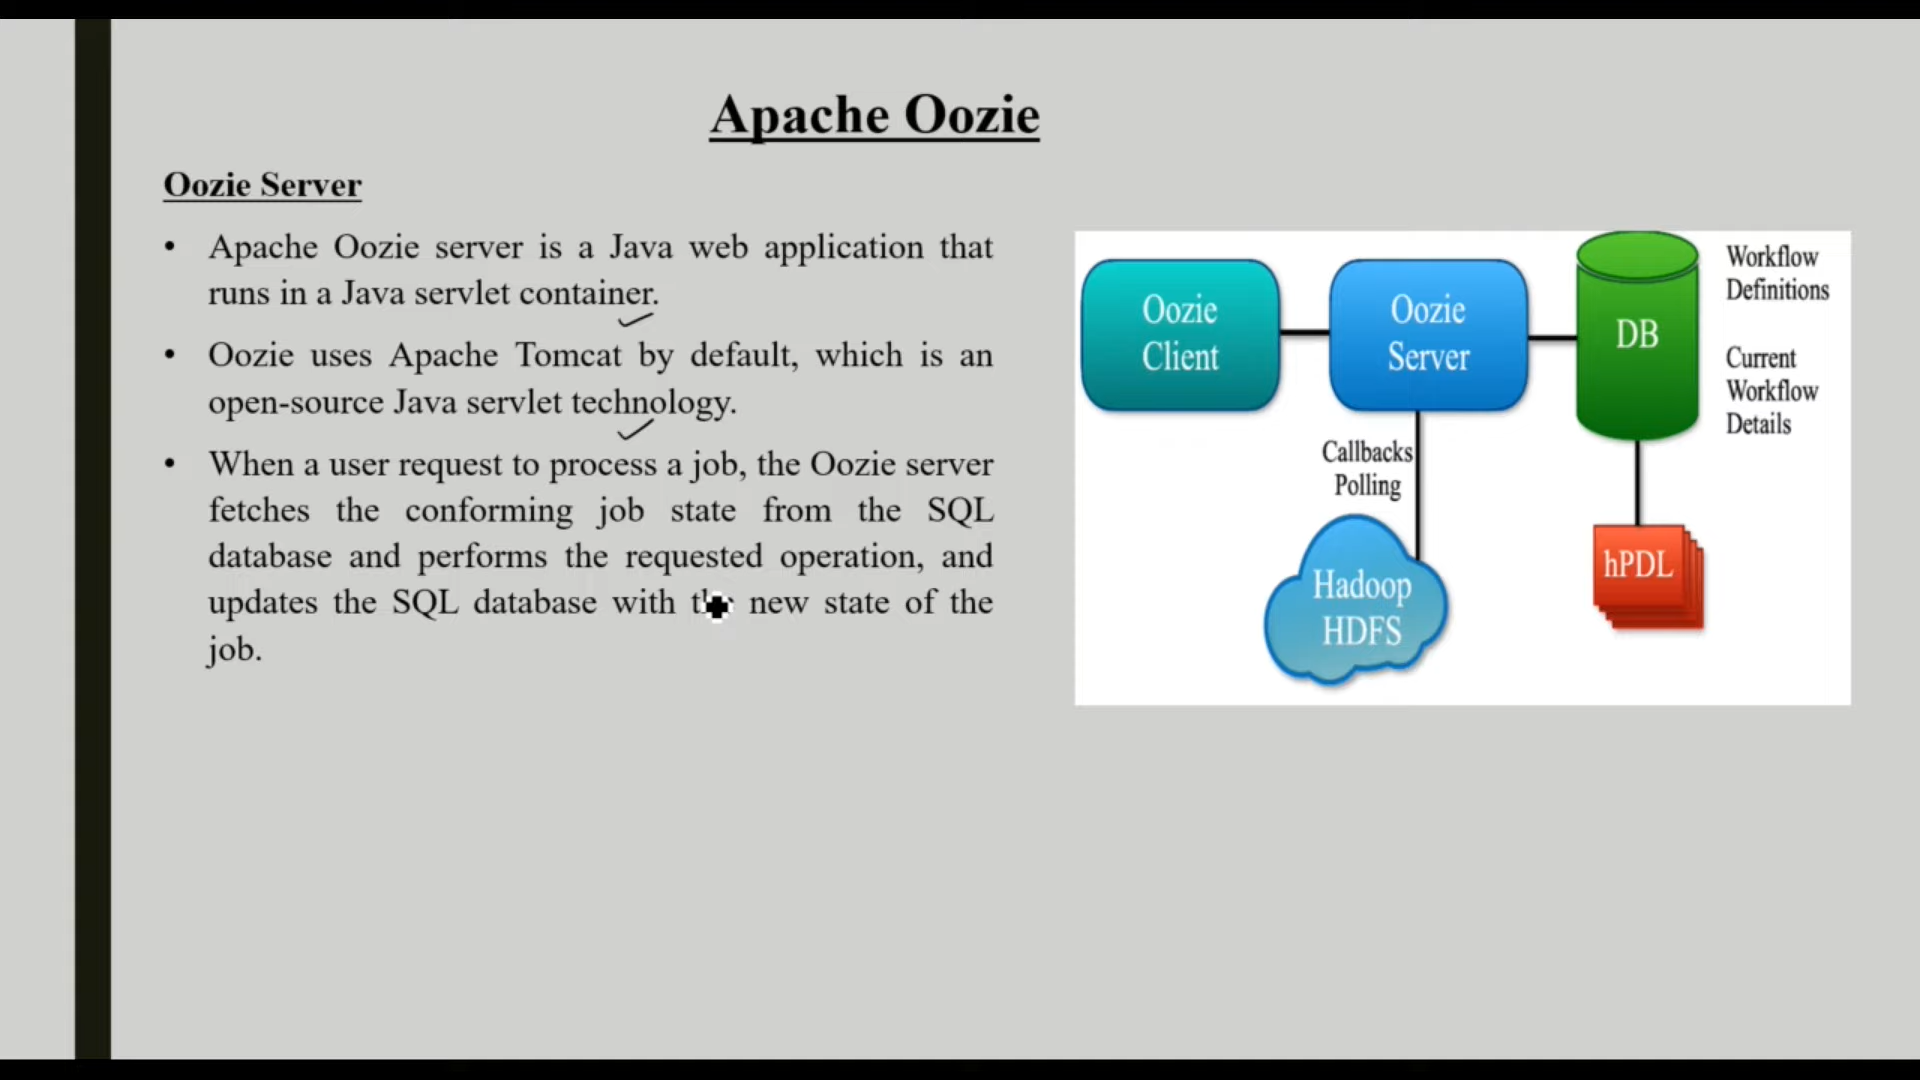 Apache Oozie
Oozie Server
• Apache Oozie server is a Java web application that
runs in a Java servlet container.
• Oozie uses Apache Tomcat by default, which is an
open-source Java servlet technology.
• When a user request to process a job, the Oozie server
fetches the conforming job state from the SQL
database and performs the requested operation, and
updates the SQL database with the new state of the
job.
Oozie
Client
Oozie
Server
DB
Workflow
Definitions
Current
Workflow
Details
Callbacks
Polling
Hadoop
HDFS
hPDL